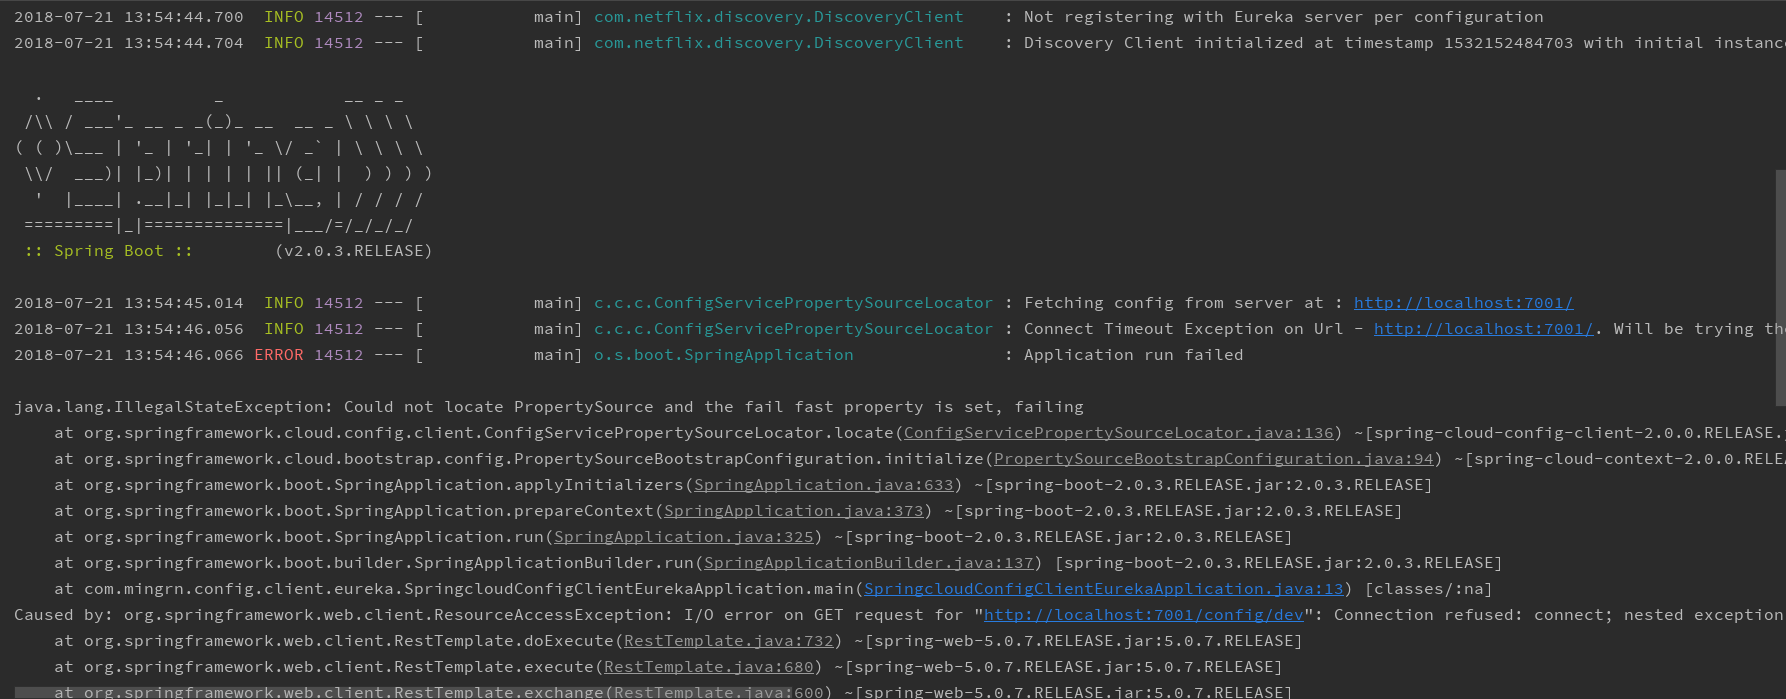 2018-07-21 13:54:44.700  INFO 14512 --- [           main] com.netflix.discovery.DiscoveryClient    : Not registering with Eureka server per configuration
2018-07-21 13:54:44.704  INFO 14512 --- [           main] com.netflix.discovery.DiscoveryClient    : Discovery Client initialized at timestamp 1532152484703 with initial instanc
  .   ____          _            __ _ _
 /\\ / ___'_ __ _ _(_)_ __  __ _ \ \ \ \
( ( )\___ | '_ | '_| | '_ \/ _` | \ \ \ \
 \\/  ___)| |_)| | | | | || (_| |  ) ) ) )
  '  |____| .__|_| |_|_| |_\__, | / / / /
 =========|_|==============|___/=/_/_/_/
 :: Spring Boot ::        (v2.0.3.RELEASE)
2018-07-21 13:54:45.014  INFO 14512 --- [           main] c.c.c.ConfigServicePropertySourceLocator : Fetching config from server at : http://localhost:7001/
2018-07-21 13:54:46.056  INFO 14512 --- [           main] c.c.c.ConfigServicePropertySourceLocator : Connect Timeout Exception on Url - http://localhost:7001/. Will be trying th
2018-07-21 13:54:46.066 ERROR 14512 --- [           main] o.s.boot.SpringApplication               : Application run failed
java.lang.IllegalStateException: Could not locate PropertySource and the fail fast property is set, failing
    at org.springframework.cloud.config.client.ConfigServicePropertySourceLocator.locate(ConfigServicePropertySourceLocator.java:136) ~[spring-cloud-config-client-2.0.0.RELEASE.j
    at org.springframework.cloud.bootstrap.config.PropertySourceBootstrapConfiguration.initialize(PropertySourceBootstrapConfiguration.java:94) ~[spring-cloud-context-2.0.0.RELEA
    at org.springframework.boot.SpringApplication.applyInitializers(SpringApplication.java:633) ~[spring-boot-2.0.3.RELEASE.jar:2.0.3.RELEASE]
    at org.springframework.boot.SpringApplication.prepareContext(SpringApplication.java:373) ~[spring-boot-2.0.3.RELEASE.jar:2.0.3.RELEASE]
    at org.springframework.boot.SpringApplication.run(SpringApplication.java:325) ~[spring-boot-2.0.3.RELEASE.jar:2.0.3.RELEASE]
    at org.springframework.boot.builder.SpringApplicationBuilder.run(SpringApplicationBuilder.java:137) [spring-boot-2.0.3.RELEASE.jar:2.0.3.RELEASE]
    at com.mingrn.config.client.eureka.SpringcloudConfigClientEurekaApplication.main(SpringcloudConfigClientEurekaApplication.java:13) [classes/:na]
Caused by: org.springframework.web.client.ResourceAccessException: I/O error on GET request for "http://localhost:7001/config/dev": Connection refused: connect; nested exception
    at org.springframework.web.client.RestTemplate.doExecute(RestTemplate.java:732) ~[spring-web-5.0.7.RELEASE.jar:5.0.7.RELEASE]
    at org.springframework.web.client.RestTemplate.execute(RestTemplate.java:680) ~[spring-web-5.0.7.RELEASE.jar:5.0.7.RELEASE]
    at org.springframework.web.client.RestTemplate.exchange(RestTemplate.java:600) ~[spring-web-5.0.7.RELEASE.jar:5.0.7.RELEASE]